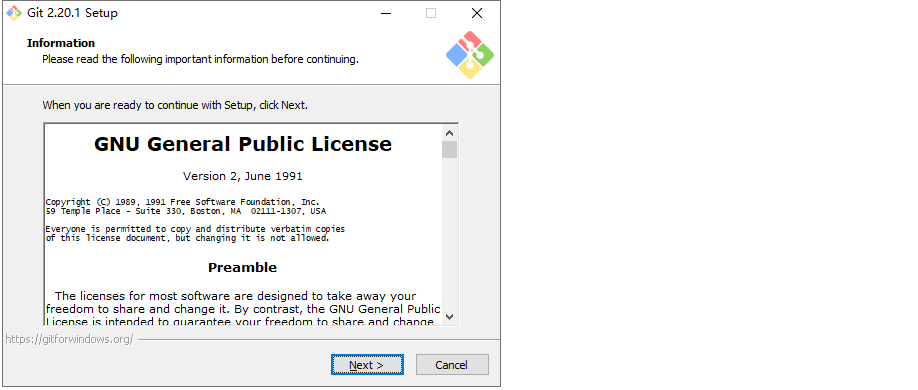 Git 2.20.1 Setup
Information
Please read the following important information before continuing.
When you are ready to continue with Setup, click Next.
GNU General Public License
Version 2, June 1991
Copyright (C) 1989, 1991 Free Software Foundation, Inc.
59 Temple Place - Suite 330, Boston, MA  02111-1307, USA
Everyone is permitted to copy and distribute verbatim copies
of this license document, but changing it is not allowed.
Preamble
The licenses for most software are designed to take away your
freedom to share and change it. By contrast, the GNU General Public
License is intended to guarantee your freedom to share and change
https://gitforwindows.org/
Next >
Cancel